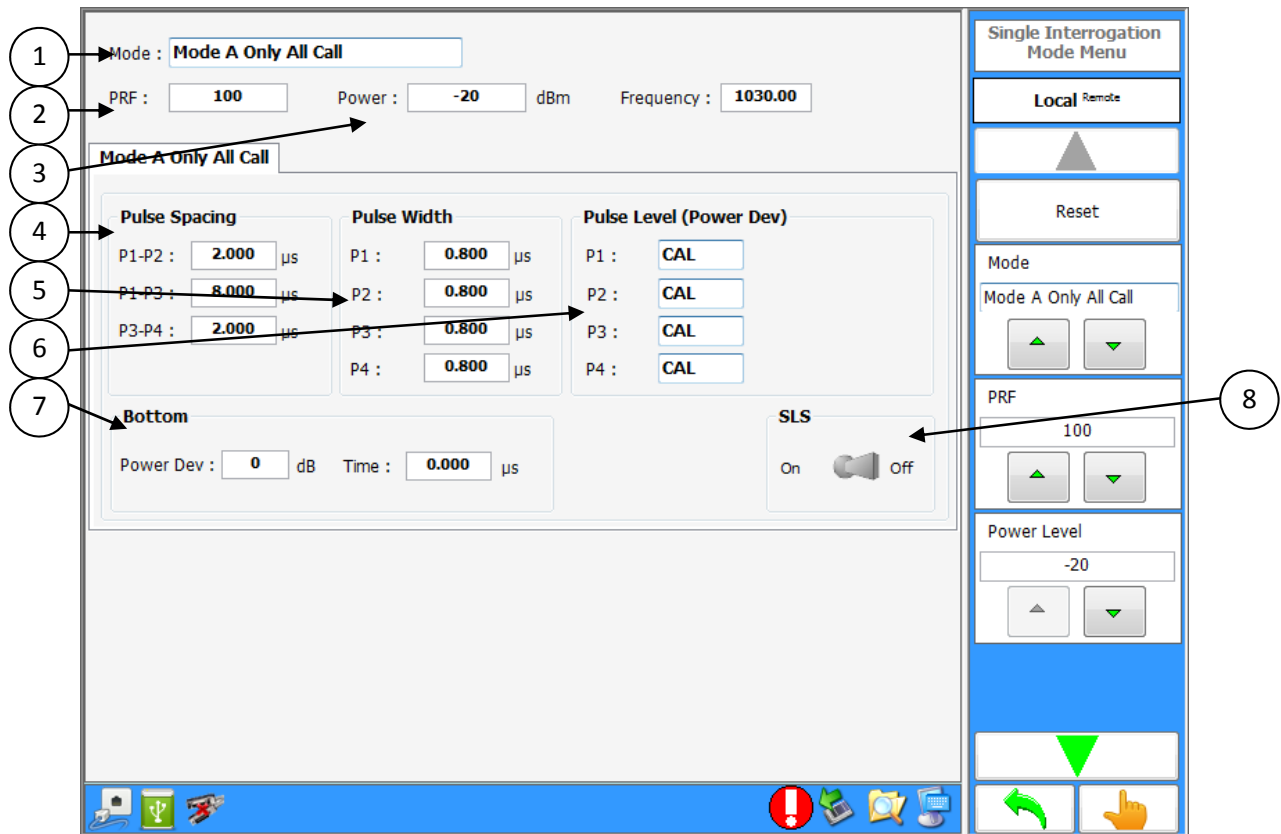 1
Mode : Mode A Only All Call
2
PRF : 100 Power : -20 dBm Frequency : 1030.00
3
Mode A Only All Call
4
Pulse Spacing
P1-P2 : 2.000 µs
P1-P3 : 8.000 µs
P3-P4 : 2.000 µs
5
Pulse Width
P1 : 0.800 µs
P2 : 0.800 µs
P3 : 0.800 µs
P4 : 0.800 µs
6
Pulse Level (Power Dev)
P1 : CAL
P2 : CAL
P3 : CAL
P4 : CAL
7
Bottom
Power Dev : 0 dB Time : 0.000 µs
SLS
On Off
8
Single Interrogation
Mode Menu
Local Remote
Reset
Mode
Mode A Only All Call
PRF
100
Power Level
-20